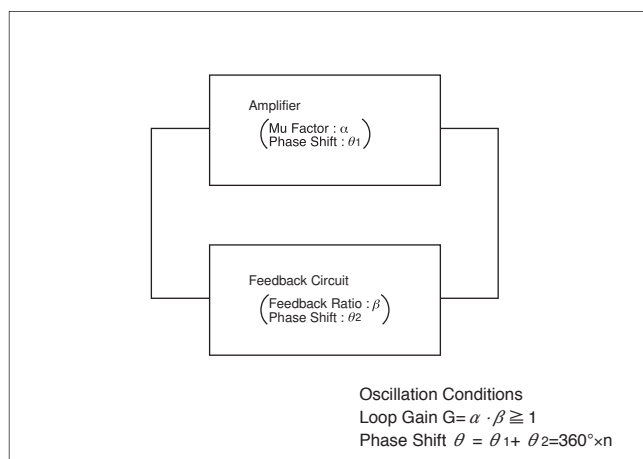 Amplifier
(Mu Factor : α
Phase Shift : θ1)
Feedback Circuit
(Feedback Ratio : β
Phase Shift : θ2)
Oscillation Conditions
Loop Gain G= α · β ≧ 1
Phase Shift θ = θ1+ θ2=360°×n